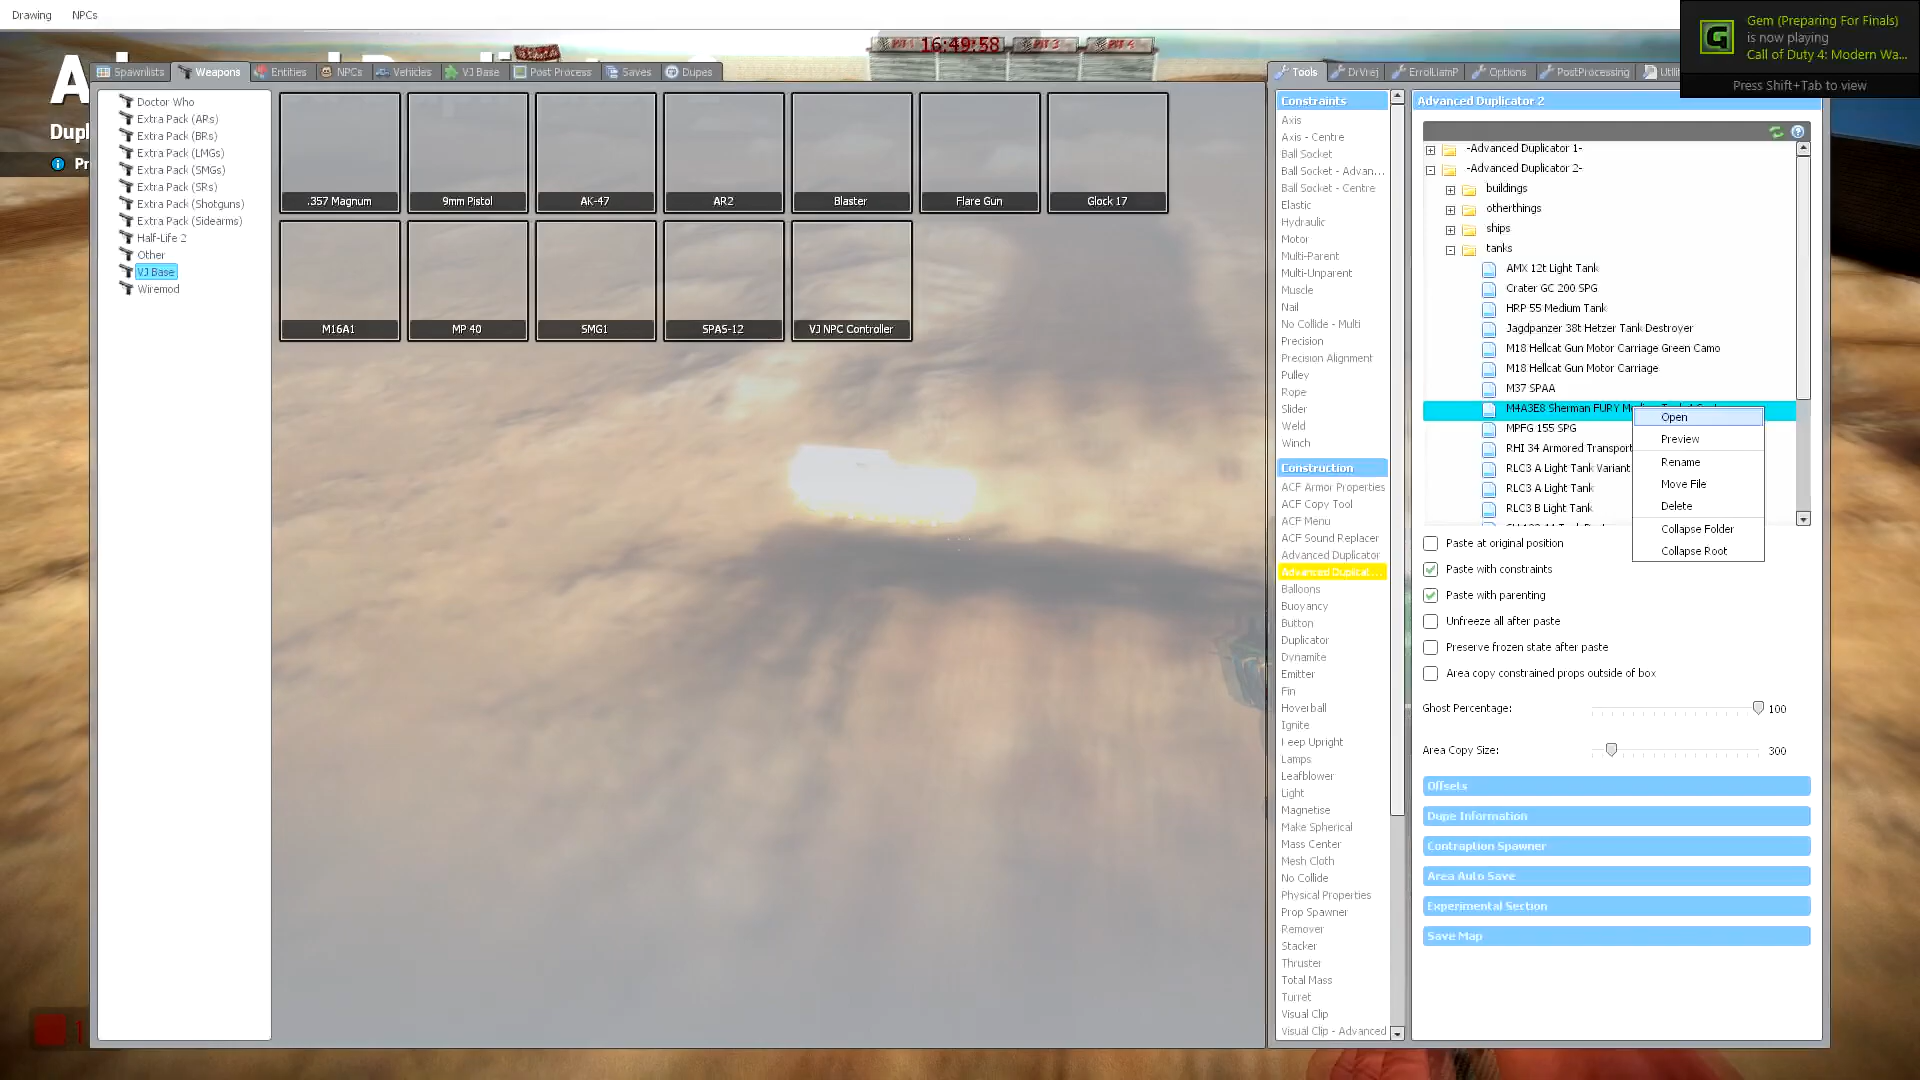 Drawing NPCs
Gem (Preparing For Finals)
is now playing
Call of Duty 4: Modern Wa...
Press Shift+Tab to view
PIT 1 16:49:58 PIT 3 PIT 4
Spawnlists Weapons Entities NPCs Vehicles VJ Base Post Process Saves Dupes
Doctor Who
Extra Pack (ARs)
Extra Pack (BRs)
Extra Pack (LMGs)
Extra Pack (SMGs)
Extra Pack (SRs)
Extra Pack (Shotguns)
Extra Pack (Sidearms)
Half-Life 2
Other
VJ Base
Wiremod
.357 Magnum 9mm Pistol AK-47 AR2 Blaster Flare Gun Glock 17
M16A1 MP 40 SMG1 SPAS-12 VJ NPC Controller
Tools DrVrej ErrolLiamP Options PostProcessing
Constraints
Axis
Axis - Centre
Ball Socket
Ball Socket - Advan...
Ball Socket - Centre
Elastic
Hydraulic
Motor
Multi-Parent
Multi-Unparent
Muscle
Nail
No Collide - Multi
Precision
Precision Alignment
Pulley
Rope
Slider
Weld
Winch
Construction
ACF Armor Properties
ACF Copy Tool
ACF Menu
ACF Sound Replacer
Advanced Duplicator
Advanced Duplicat...
Balloons
Buoyancy
Button
Duplicator
Dynamite
Emitter
Fin
Hoverball
Ignite
Keep Upright
Lamps
Leafblower
Light
Magnetise
Make Spherical
Mass Center
Mesh Cloth
No Collide
Physical Properties
Prop Spawner
Remover
Stacker
Thruster
Total Mass
Turret
Visual Clip
Visual Clip - Advanced
Advanced Duplicator 2
-Advanced Duplicator 1-
-Advanced Duplicator 2-
buildings
otherthings
ships
tanks
AMX 12t Light Tank
Crater GC 200 SPG
HRP 55 Medium Tank
Jagdpanzer 38t Hetzer Tank Destroyer
M18 Hellcat Gun Motor Carriage Green Camo
M18 Hellcat Gun Motor Carriage
M37 SPAA
M4A3E8 Sherman FURY
MPFG 155 SPG
RHI 34 Armored Transport
RLC3 A Light Tank Variant
RLC3 A Light Tank
RLC3 B Light Tank
Open
Preview
Rename
Move File
Delete
Collapse Folder
Collapse Root
Paste at original position
Paste with constraints
Paste with parenting
Unfreeze all after paste
Preserve frozen state after paste
Area copy constrained props outside of box
Ghost Percentage: 100
Area Copy Size: 300
Offsets
Dupe Information
Contraption Spawner
Area Auto Save
Experimental Section
Save Map